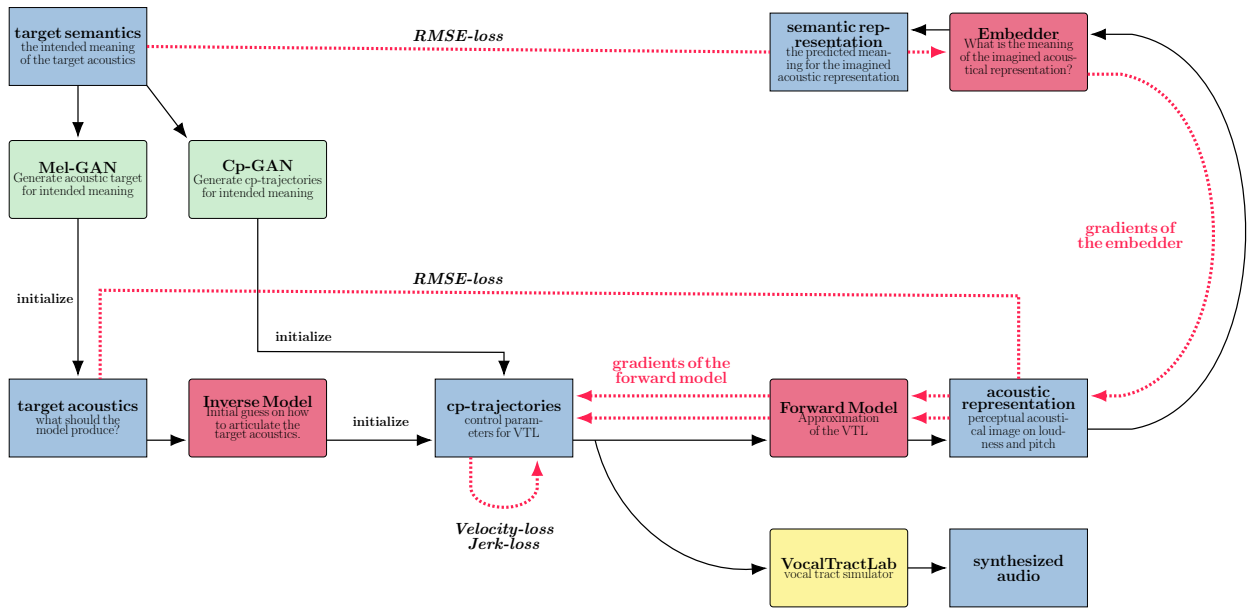 target semantics
the intended meaning
of the target acoustics
RMSE-loss
semantic rep-
resentation
the predicted mean-
ing for the imagined
acoustic representation
Embedder
What is the meaning
of the imagined acous-
tical representation?
Mel-GAN
Generate acoustic target
for intended meaning
Cp-GAN
Generate cp-trajectories
for intended meaning
gradients of
the embedder
RMSE-loss
initialize
initialize
gradients of the
forward model
target acoustics
what should the
model produce?
Inverse Model
Initial guess on how
to articulate the
target acoustics.
initialize
cp-trajectories
control param-
eters for VTL
Forward Model
Approximation
of the VTL
acoustic
representation
perceptual acousti-
cal image on loud-
ness and pitch
Velocity-loss
Jerk-loss
VocalTractLab
vocal tract simulator
synthesized
audio